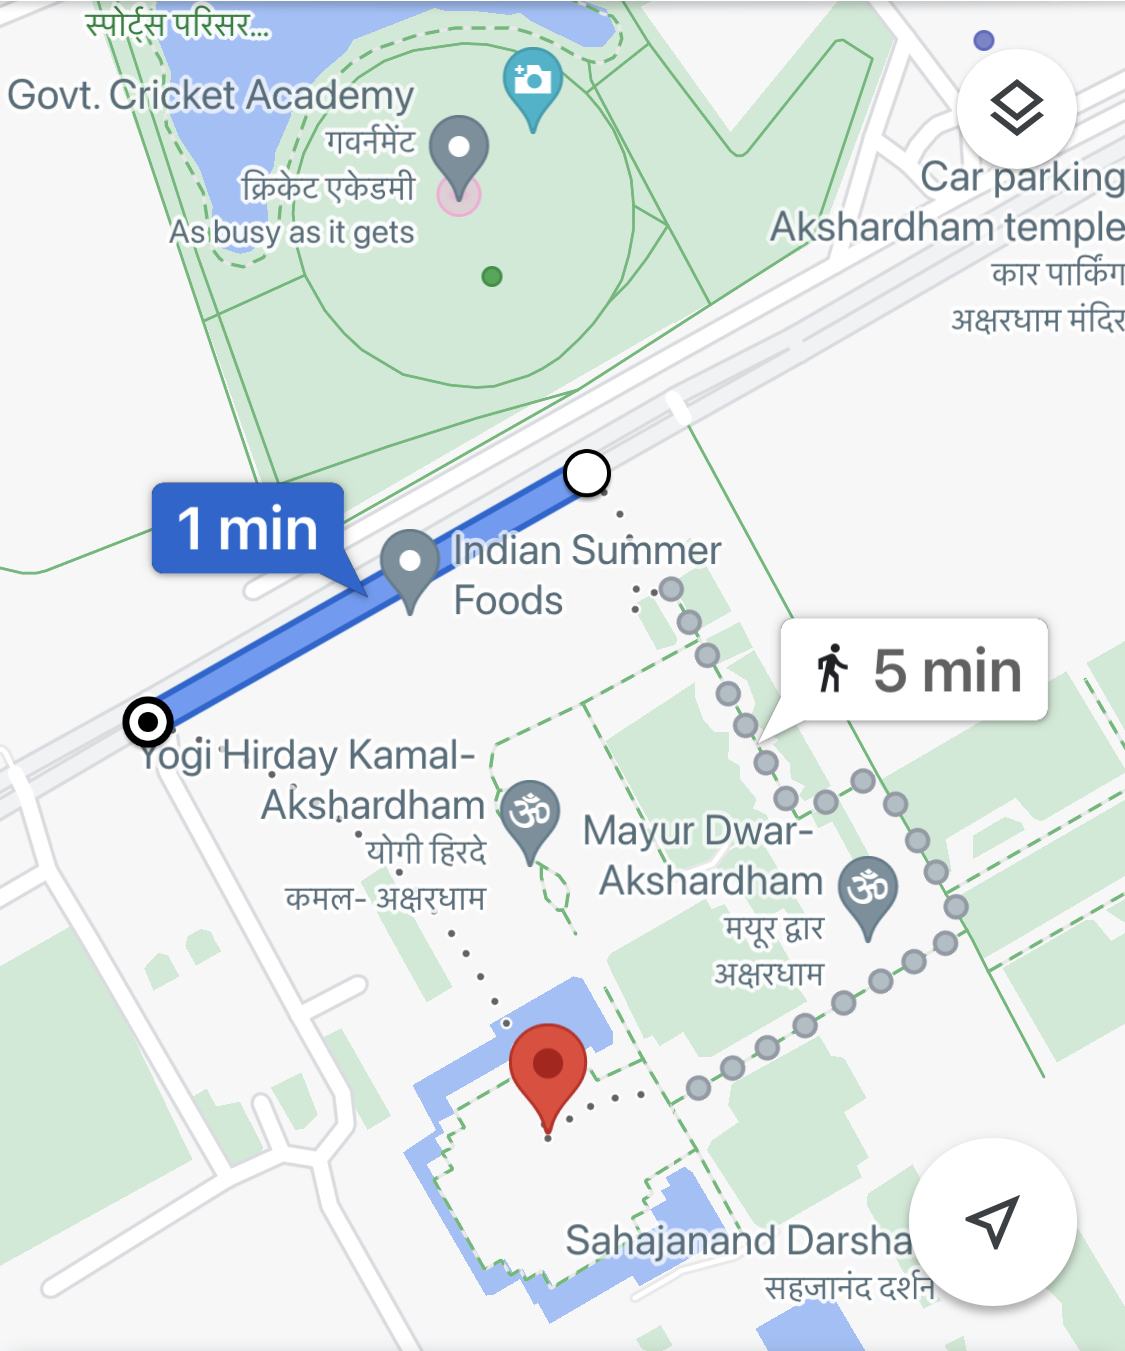 स्पोर्ट्स परिसर...
Govt. Cricket Academy
गवर्नमेंट
क्रिकेट एकेडमी
As busy as it gets
Car parking
Akshardham temple
कार पार्किंग
अक्षरधाम मंदिर
1 min
Indian Summer
Foods
5 min
Yogi Hirday Kamal-
Akshardham
योगी हिरदे
कमल- अक्षरधाम
Mayur Dwar-
Akshardham
मयूर द्वार
अक्षरधाम
Sahajanand Darsha
सहजानंद दर्शन